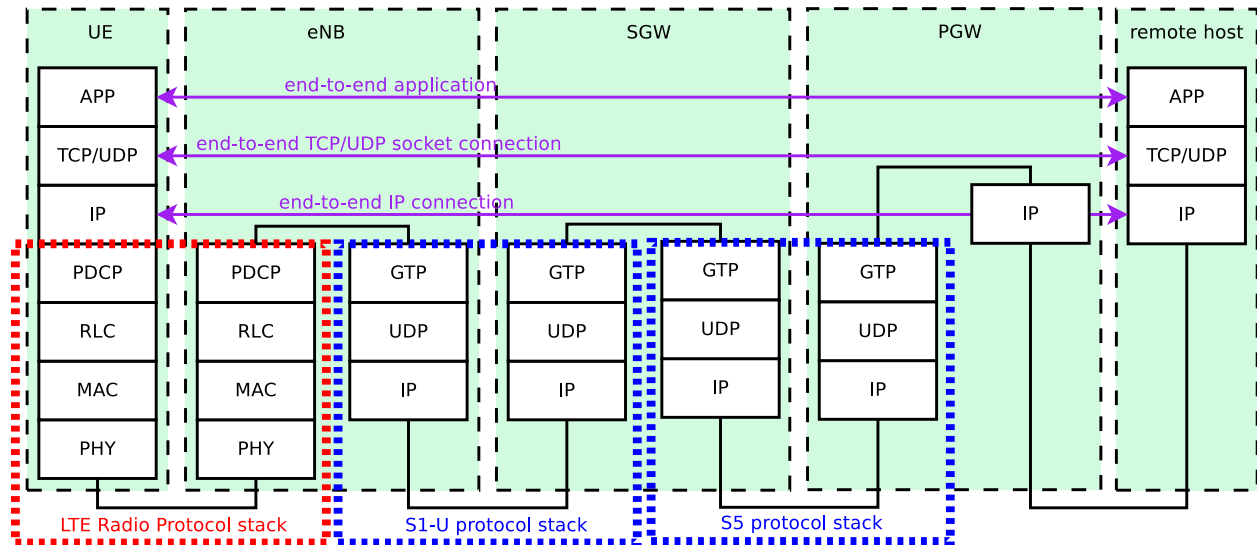 UE
eNB
SGW
PGW
remote host
end-to-end application
end-to-end TCP/UDP socket connection
end-to-end IP connection
APP
TCP/UDP
IP
PDCP
RLC
MAC
PHY
PDCP
RLC
MAC
PHY
GTP
UDP
IP
GTP
UDP
IP
GTP
UDP
IP
GTP
UDP
IP
IP
APP
TCP/UDP
IP
LTE Radio Protocol stack
S1-U protocol stack
S5 protocol stack